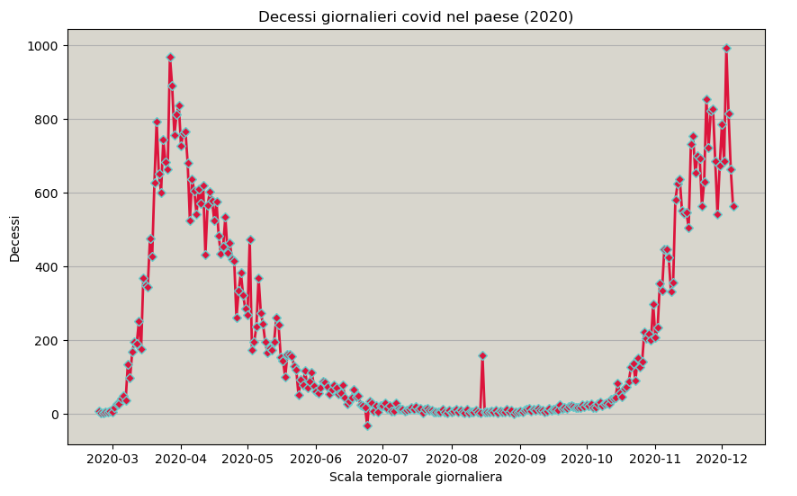 Decessi giornalieri covid nel paese (2020)
1000
800
600
400
200
0
Decessi
2020-03 2020-04 2020-05 2020-06 2020-07 2020-08 2020-09 2020-10 2020-11 2020-12
Scala temporale giornaliera